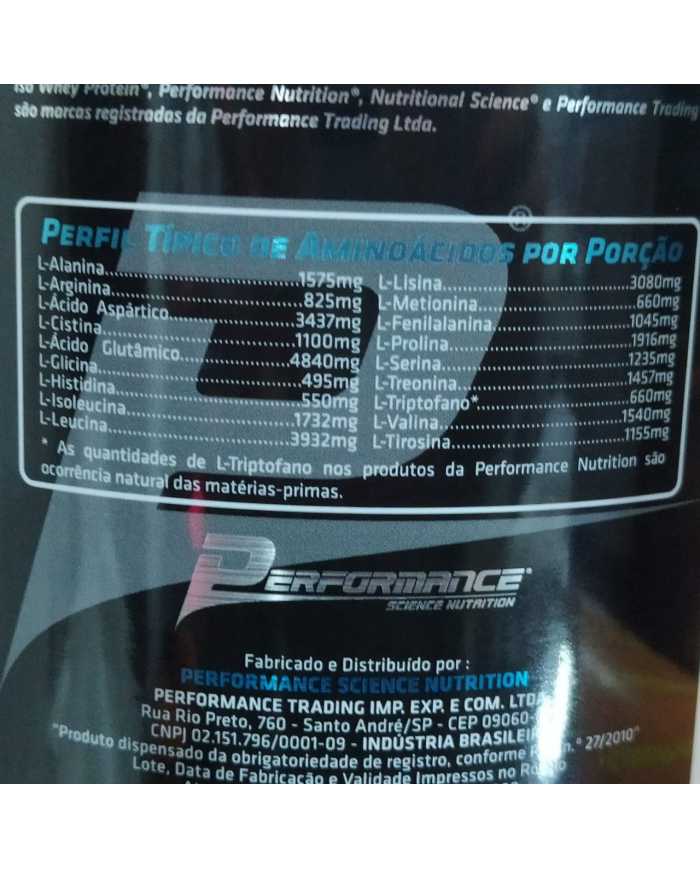 Iso Whey Protein®, Performance Nutrition®, Nutritional Science® e Performance Trading
são marcas registradas da Performance Trading Ltda.
®
PERFIL TÍPICO DE AMINOÁCIDOS POR PORÇÃO
L-Alanina 1575mg
L-Arginina 825mg
L-Ácido Aspártico 3437mg
L-Cistina 1100mg
L-Ácido Glutâmico 4840mg
L-Glicina 495mg
L-Histidina 550mg
L-Isoleucina 1732mg
L-Leucina 3932mg
L-Lisina 3080mg
L-Metionina 660mg
L-Fenilalanina 1045mg
L-Prolina 1916mg
L-Serina 1235mg
L-Treonina 1457mg
L-Triptofano* 660mg
L-Valina 1540mg
L-Tirosina 1155mg
* As quantidades de L-Triptofano nos produtos da Performance Nutrition são
ocorrência natural das matérias-primas.
PERFORMANCE®
SCIENCE NUTRITION
Fabricado e Distribuído por :
PERFORMANCE SCIENCE NUTRITION
PERFORMANCE TRADING IMP. EXP. E COM. LTDA
Rua Rio Preto, 760 - Santo André/SP - CEP 09060-
CNPJ 02.151.796/0001-09 - INDÚSTRIA BRASILEI
"Produto dispensado da obrigatoriedade de registro, conforme n.° 27/2010"
Lote, Data de Fabricação e Validade Impressos no